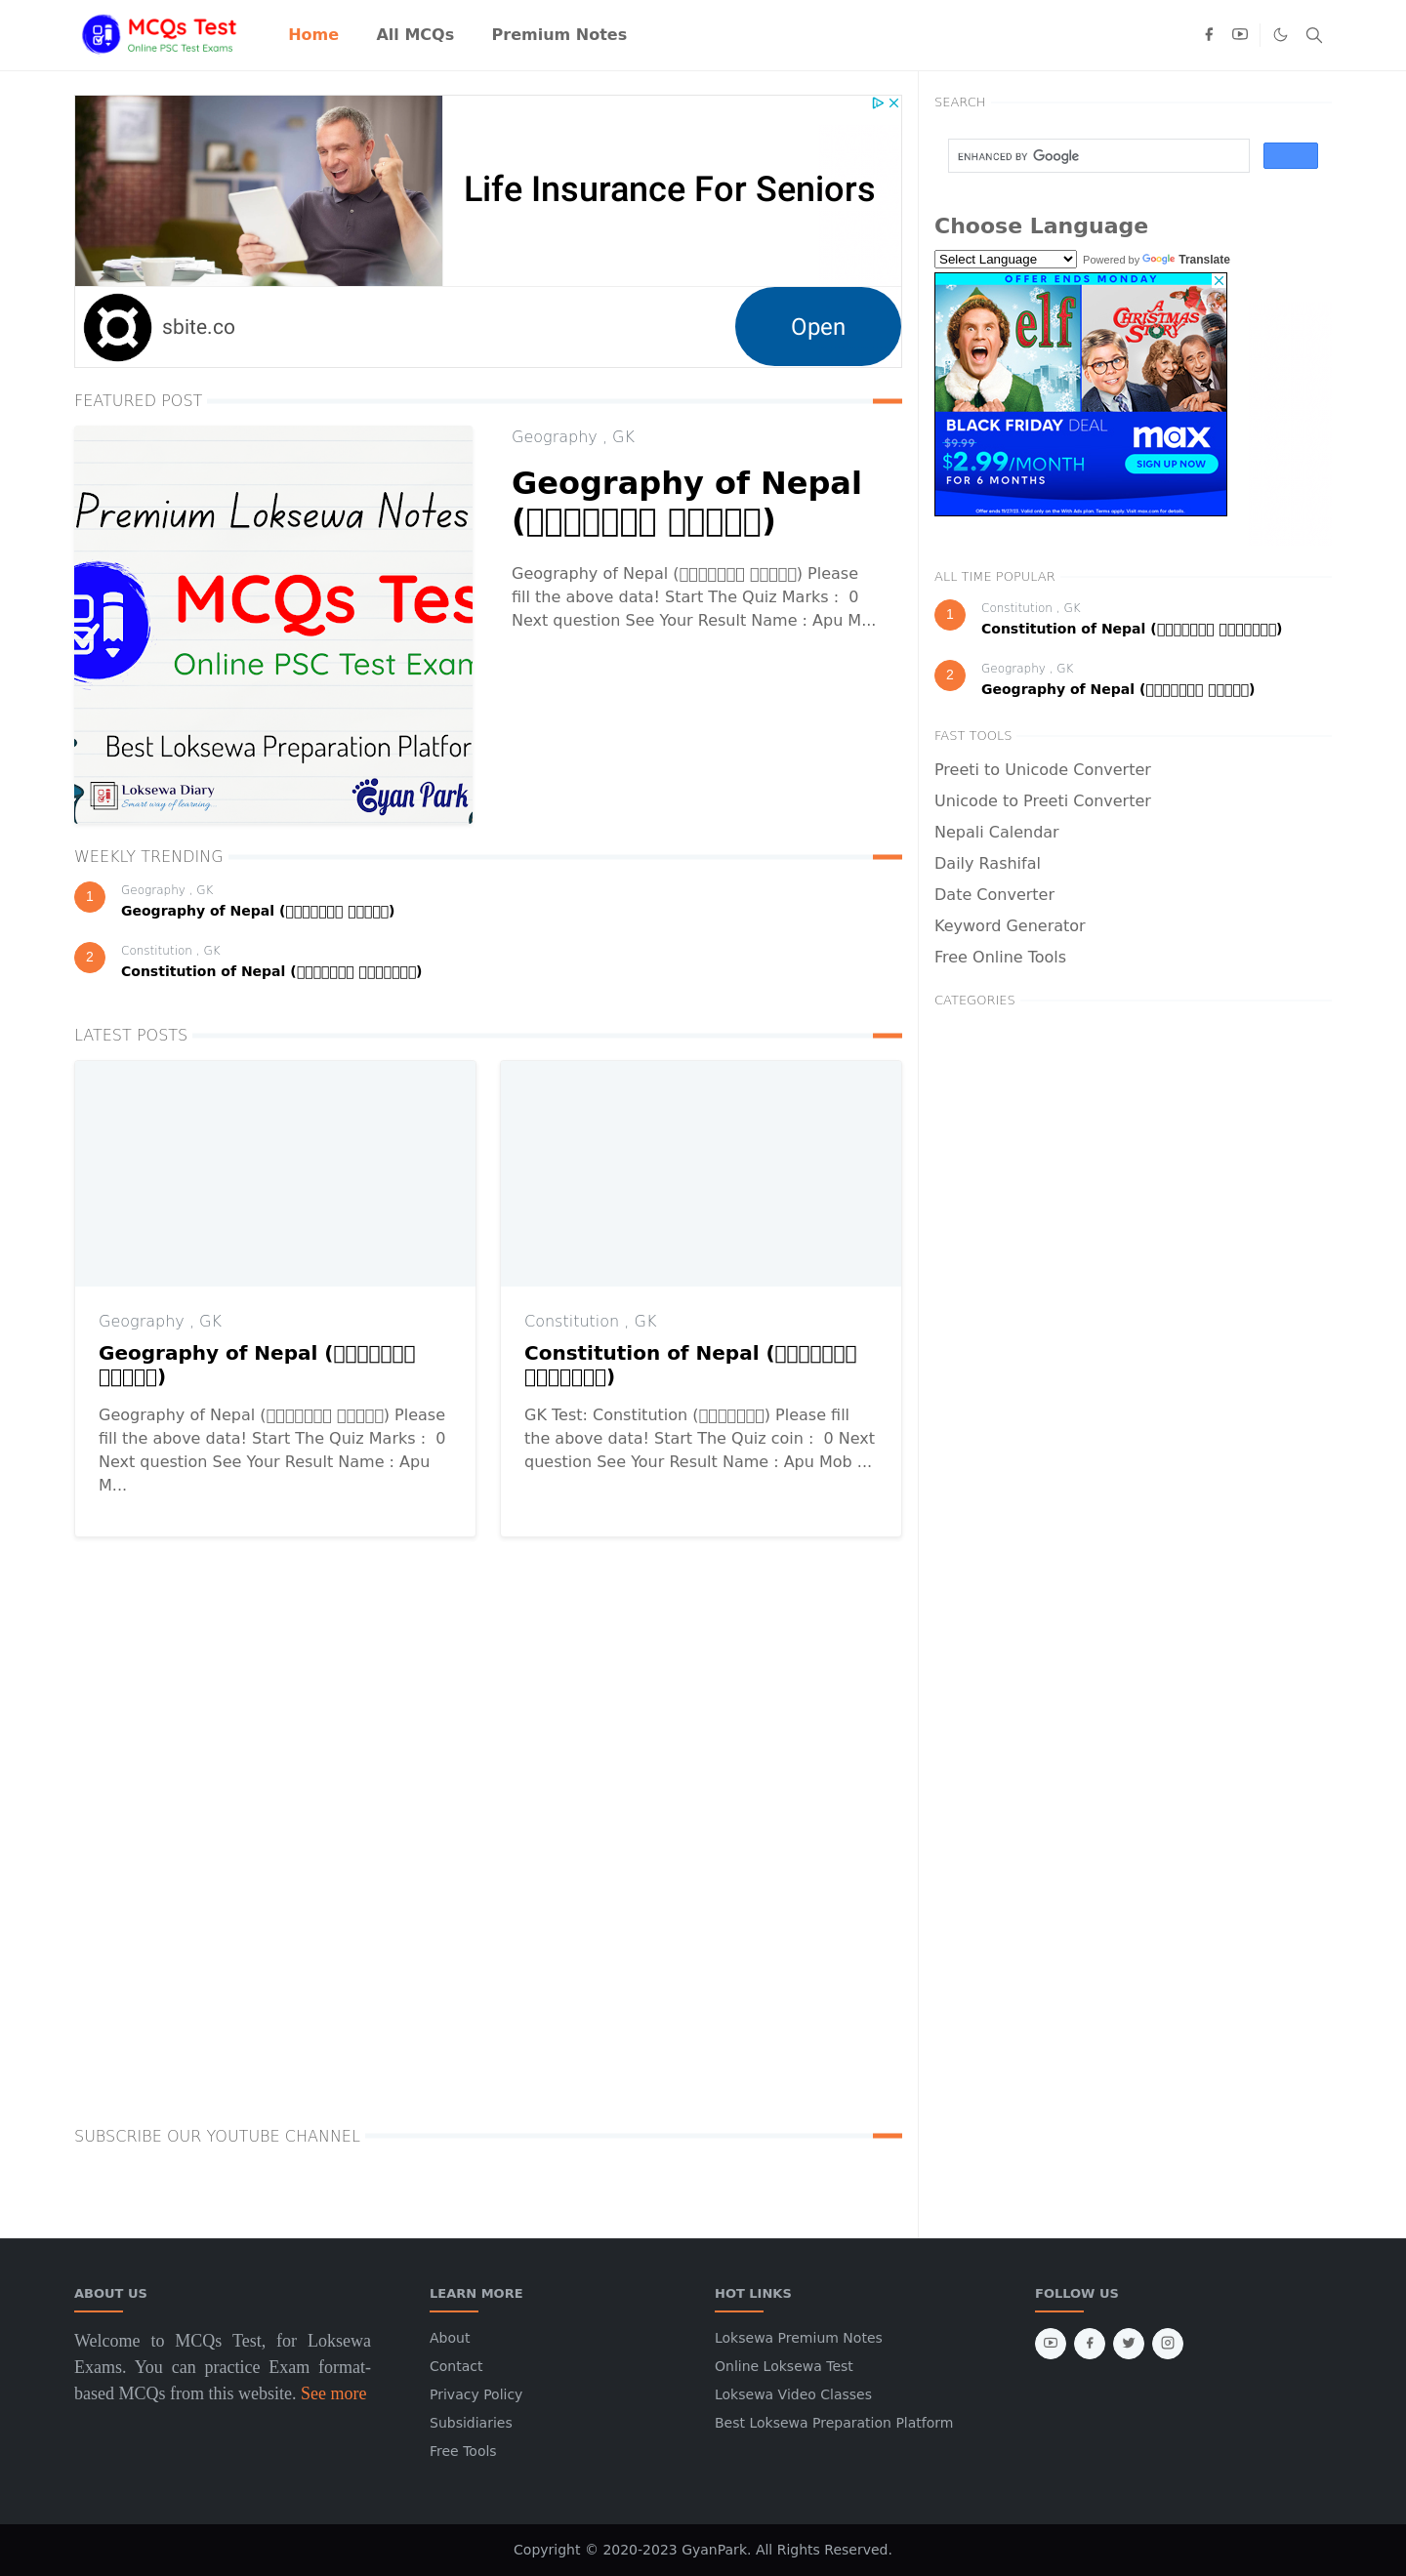 MCQs Test
Online PSC Test Exams
Home
All MCQs
Premium Notes
Life Insurance For Seniors
sbite.co
Open
FEATURED POST
Premium Loksewa Notes
MCQs Tes
Online PSC Test Exam
Best Loksewa Preparation Platfor
Loksewa Diary
Smart way of learning...
Gyan Park
Geography , GK
Geography of Nepal
Geography of Nepal () Please
fill the above data! Start The Quiz Marks : 0
Next question See Your Result Name : Apu M...
WEEKLY TRENDING
1
Geography , GK
Geography of Nepal ()
2
Constitution , GK
Constitution of Nepal ()
LATEST POSTS
Geography , GK
Geography of Nepal (
)
Geography of Nepal () Please
fill the above data! Start The Quiz Marks : 0
Next question See Your Result Name : Apu
M...
Constitution , GK
Constitution of Nepal (
)
GK Test: Constitution () Please fill
the above data! Start The Quiz coin : 0 Next
question See Your Result Name : Apu Mob ...
SUBSCRIBE OUR YOUTUBE CHANNEL
SEARCH
ENHANCED BY Google
Choose Language
Select Language
Powered by Google Translate
OFFER ENDS MONDAY
elf
A CHRISTMAS STORY
BLACK FRIDAY DEAL
$9.99
$2.99/MONTH
FOR 6 MONTHS
max
SIGN UP NOW
Offer ends 11/27/23. Valid only on the With Ads plan. Terms apply. Visit max.com for details.
ALL TIME POPULAR
1
Constitution , GK
Constitution of Nepal ()
2
Geography , GK
Geography of Nepal ()
FAST TOOLS
Preeti to Unicode Converter
Unicode to Preeti Converter
Nepali Calendar
Daily Rashifal
Date Converter
Keyword Generator
Free Online Tools
CATEGORIES
ABOUT US
Welcome to MCQs Test, for Loksewa
Exams. You can practice Exam format-
based MCQs from this website. See more
LEARN MORE
About
Contact
Privacy Policy
Subsidiaries
Free Tools
HOT LINKS
Loksewa Premium Notes
Online Loksewa Test
Loksewa Video Classes
Best Loksewa Preparation Platform
FOLLOW US
Copyright © 2020-2023 GyanPark. All Rights Reserved.